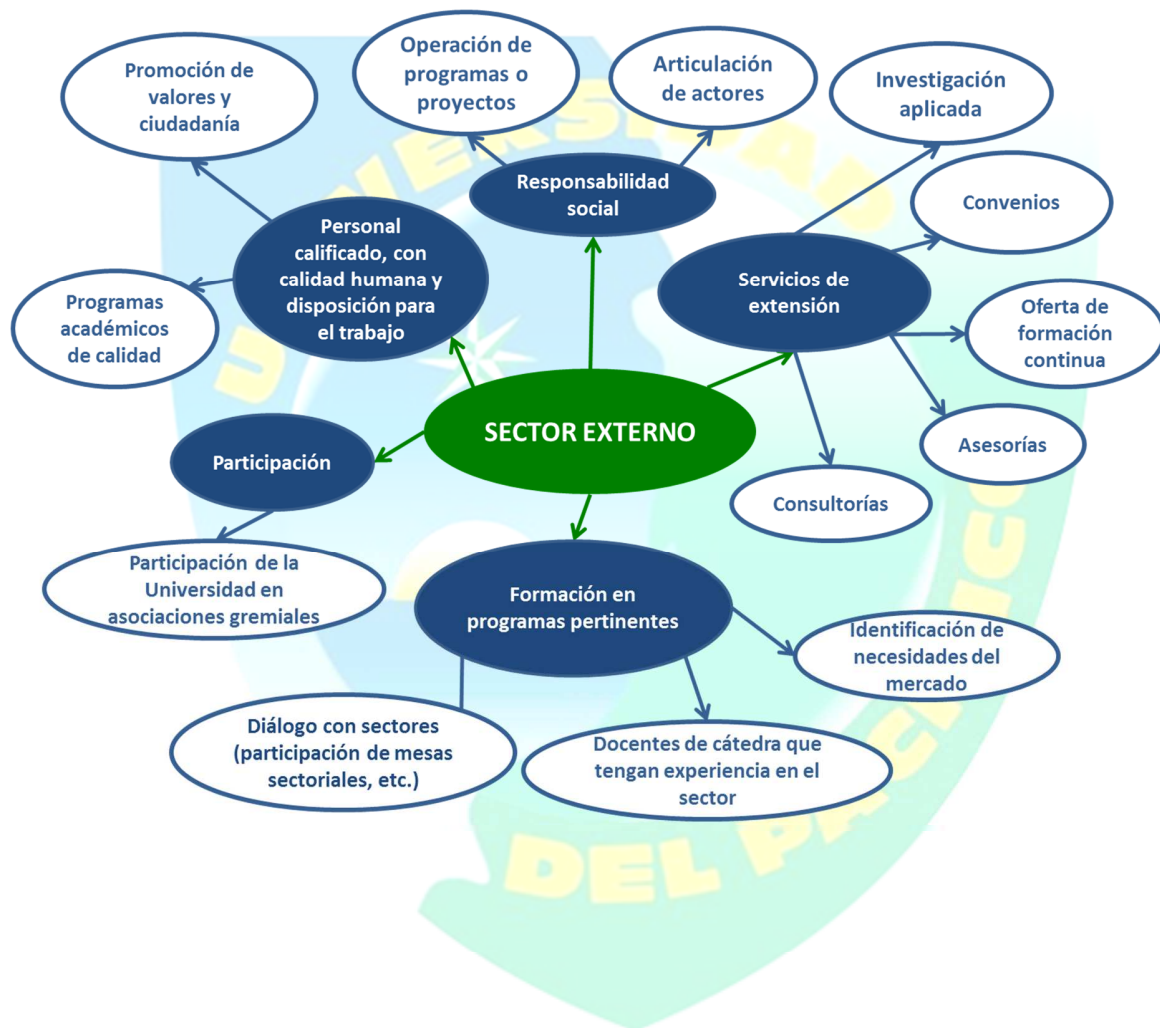 Operación de
programas o
proyectos
Articulación
de actores
Promoción de
valores y
ciudadanía
Investigación
aplicada
Responsabilidad
social
Convenios
Personal
calificado, con
calidad humana y
disposición para
el trabajo
Servicios de
extensión
Programas
académicos
de calidad
Oferta de
formación
continua
SECTOR EXTERNO
Asesorías
Participación
Consultorías
Participación de la
Universidad en
asociaciones gremiales
Formación en
programas pertinentes
Identificación de
necesidades del
mercado
Diálogo con sectores
(participación de mesas
sectoriales, etc.)
Docentes de cátedra que
tengan experiencia en el
sector
UNIVERSIDAD
DEL PACIFICO